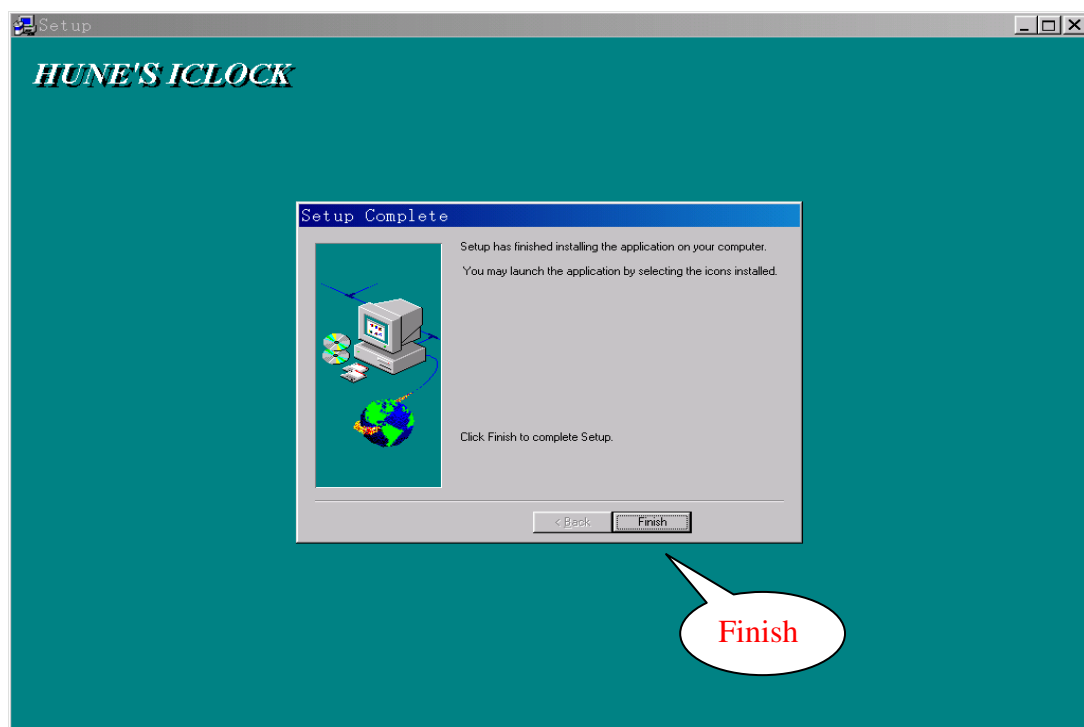 Setup
HUNE'S ICLOCK
Setup Complete
Setup has finished installing the application on your computer.
You may launch the application by selecting the icons installed.
Click Finish to complete Setup.
< Back
Finish
Finish